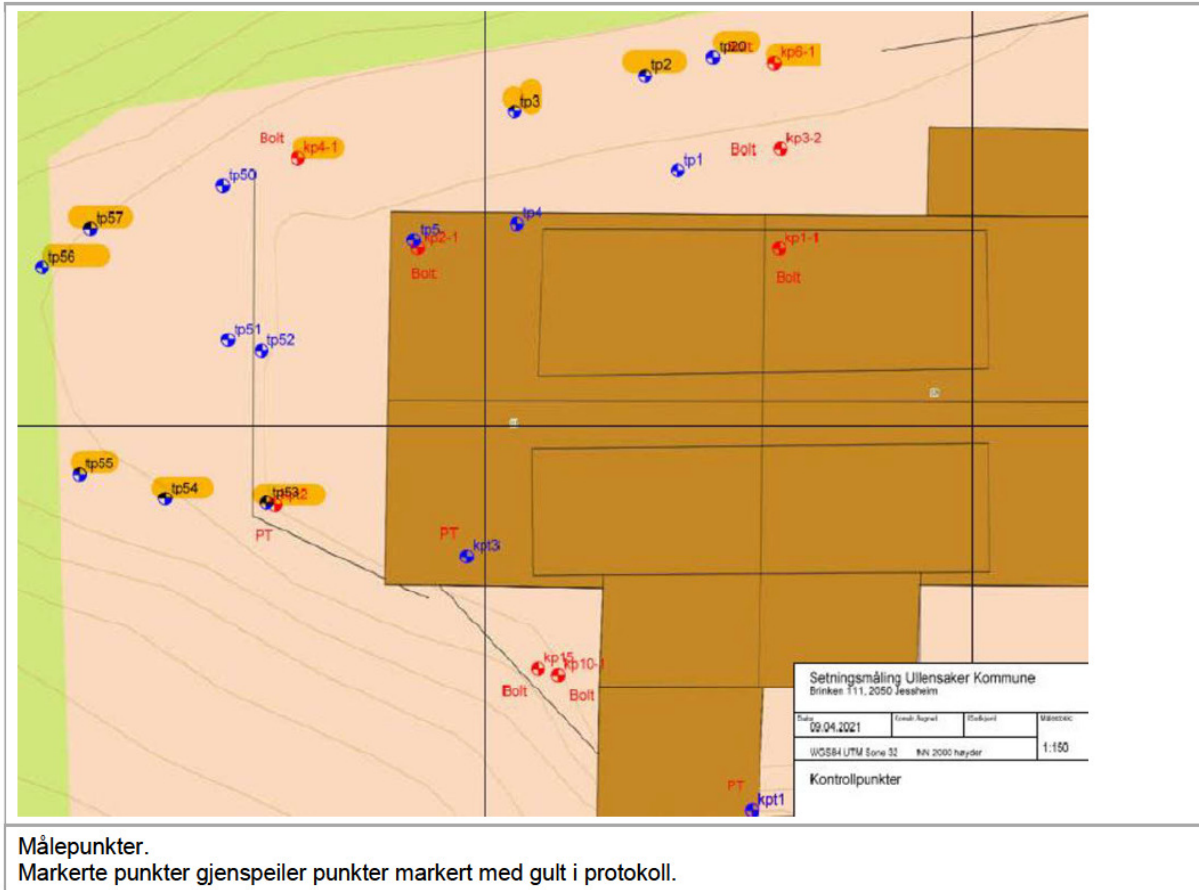 tp20
kp6-1
tp2
tp3
Bolt
kp4-1
Bolt
kp3-2
tp1
tp50
tp57
tp4
tp5
kp2-1
kp1-1
tp56
Bolt
Bolt
tp51
tp52
tp55
tp54
tp53
PT
PT
kpt3
kp15
kp10-1
Bolt
Bolt
PT
kpt1
Setningsmåling Ullensaker Kommune
Brinken 111, 2050 Jessheim
09.04.2021
1:150
WGS84 UTM Sone 32 NN 2000 høyder
Kontrollpunkter
Målepunkter.
Markerte punkter gjenspeiler punkter markert med gult i protokoll.